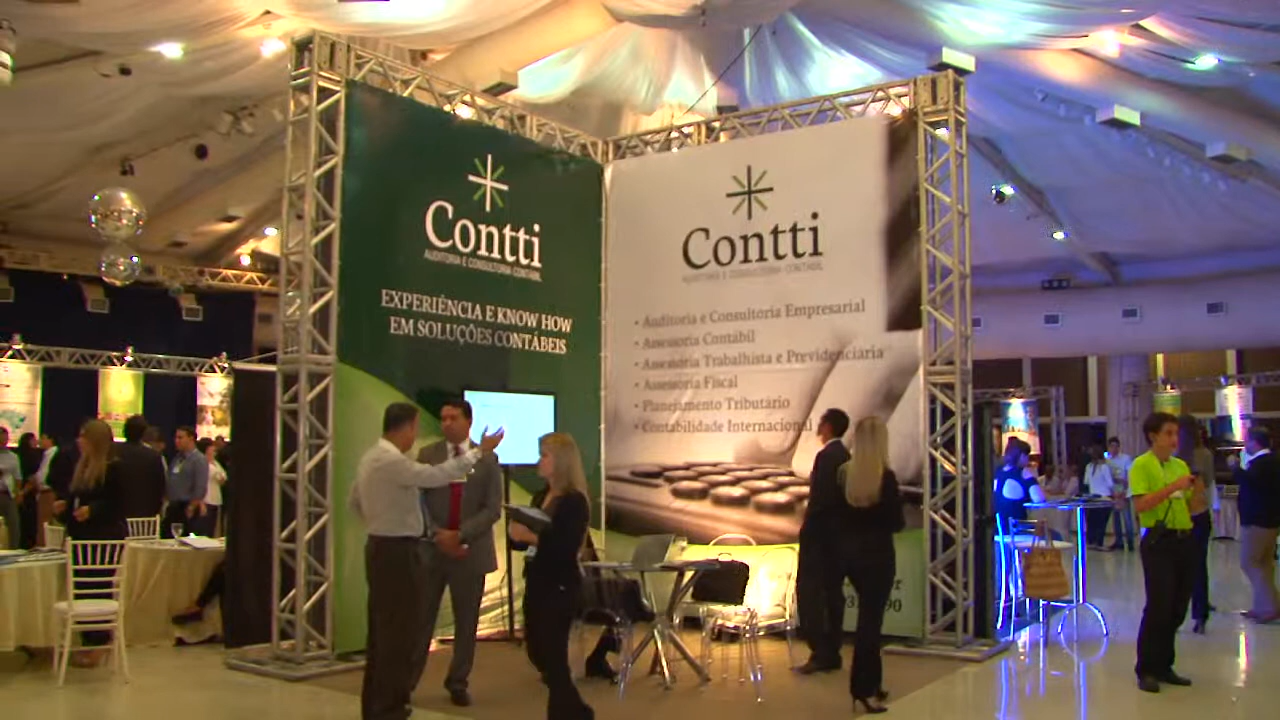 Contti
AUDITORIA E CONSULTORIA CONTÁBIL
EXPERIÊNCIA E KNOW HOW
EM SOLUÇÕES CONTÁBEIS
Contti
AUDITORIA E CONSULTORIA CONTÁBIL
• Auditoria e Consultoria Empresarial
• Assessoria Contábil
• Assessoria Trabalhista e Previdenciária
• Assessoria Fiscal
• Planejamento Tributário
• Contabilidade Internacional